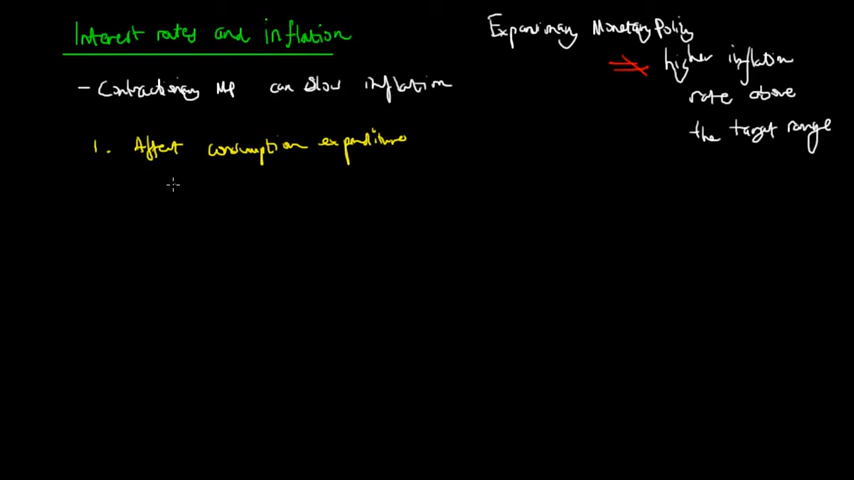 Interest rates and inflation
- Contractionary MP can slow inflation
1. Affect consumption expenditure
Expansionary Monetary Policy
⇒ higher inflation
rate above
the target range